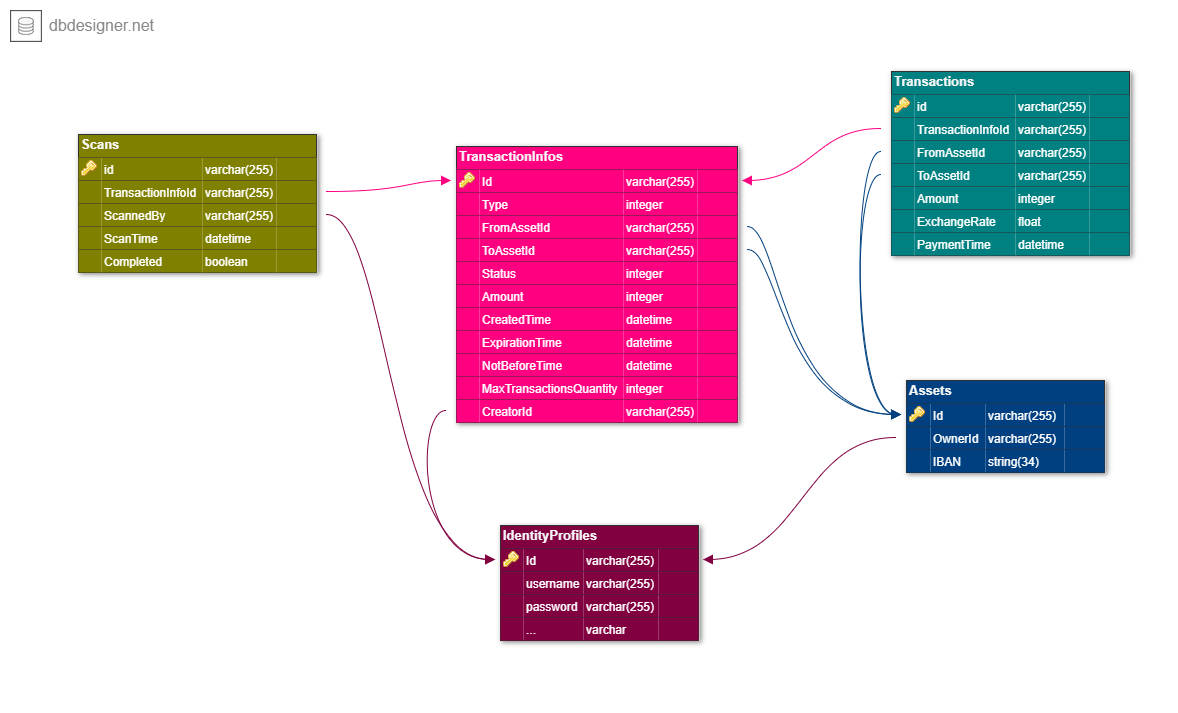 dbdesigner.net
Scans
id varchar(255)
TransactionInfoId varchar(255)
ScannedBy varchar(255)
ScanTime datetime
Completed boolean
TransactionInfos
Id varchar(255)
Type integer
FromAssetId varchar(255)
ToAssetId varchar(255)
Status integer
Amount integer
CreatedTime datetime
ExpirationTime datetime
NotBeforeTime datetime
MaxTransactionsQuantity integer
CreatorId varchar(255)
Transactions
id varchar(255)
TransactionInfoId varchar(255)
FromAssetId varchar(255)
ToAssetId varchar(255)
Amount integer
ExchangeRate float
PaymentTime datetime
Assets
Id varchar(255)
OwnerId varchar(255)
IBAN string(34)
IdentityProfiles
Id varchar(255)
username varchar(255)
password varchar(255)
... varchar